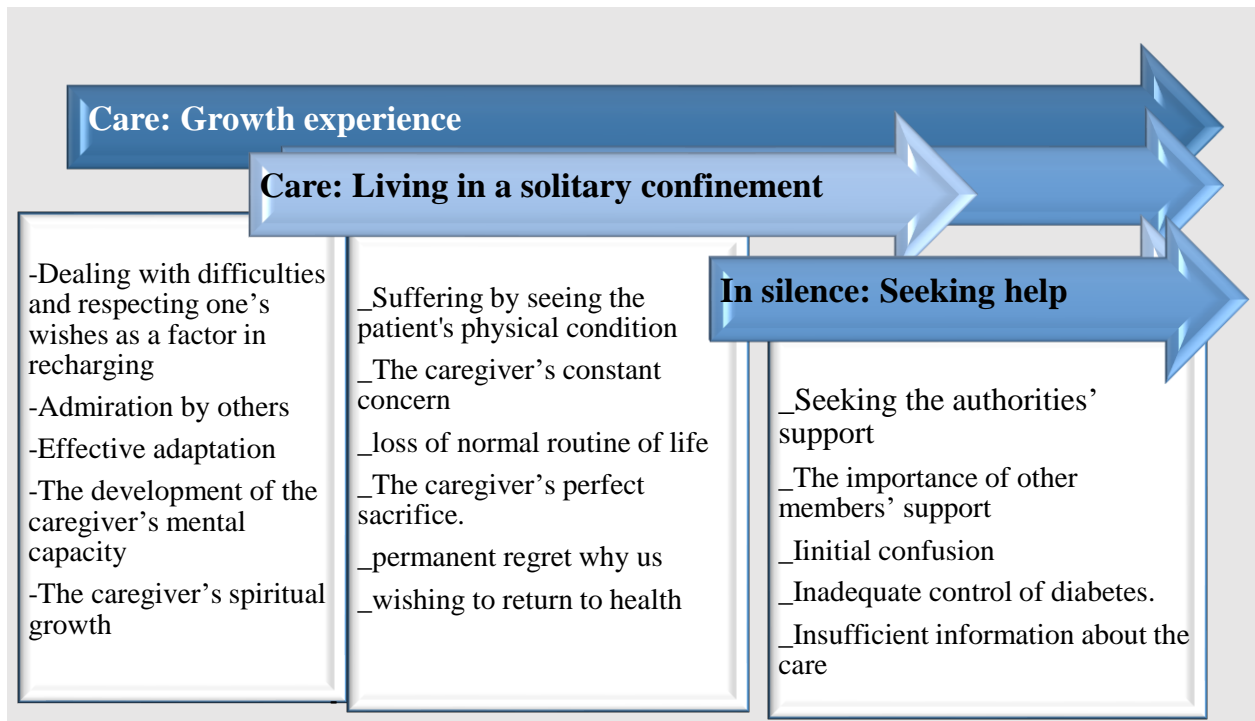 Care: Growth experience
Care: Living in a solitary confinement
In silence: Seeking help
-Dealing with difficulties
and respecting one’s
wishes as a factor in
recharging
-Admiration by others
-Effective adaptation
-The development of the
caregiver’s mental
capacity
-The caregiver’s spiritual
growth
_Suffering by seeing the
patient's physical condition
_The caregiver’s constant
concern
_loss of normal routine of life
_The caregiver’s perfect
sacrifice.
_permanent regret why us
_wishing to return to health
_Seeking the authorities’
support
_The importance of other
members’ support
_Iinitial confusion
_Inadequate control of diabetes.
_Insufficient information about the
care